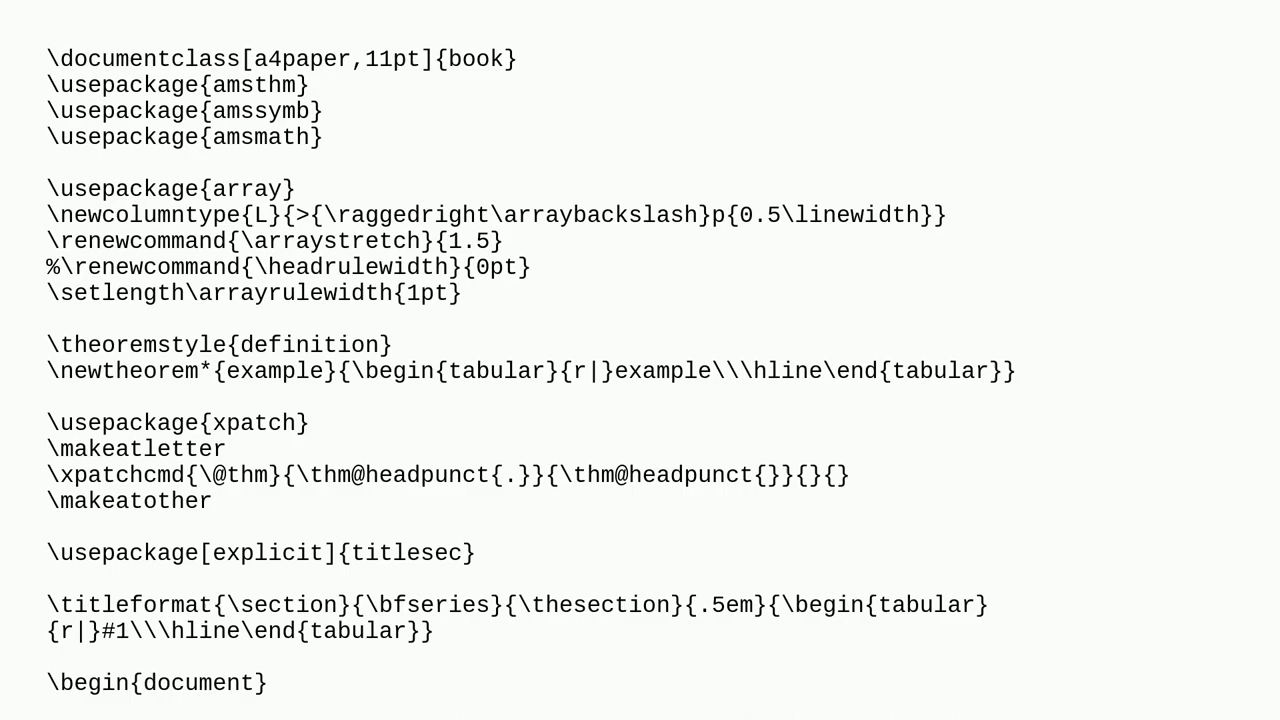 \documentclass[a4paper,11pt]{book}
\usepackage{amsthm}
\usepackage{amssymb}
\usepackage{amsmath}
\usepackage{array}
\newcolumntype{L}{>{\raggedright\arraybackslash}p{0.5\linewidth}}
\renewcommand{\arraystretch}{1.5}
%\renewcommand{\headrulewidth}{0pt}
\setlength\arrayrulewidth{1pt}
\theoremstyle{definition}
\newtheorem*{example}{\begin{tabular}{r|}example\\\hline\end{tabular}}
\usepackage{xpatch}
\makeatletter
\xpatchcmd{\@thm}{\thm@headpunct{.}}{\thm@headpunct{}}{}{}
\makeatother
\usepackage[explicit]{titlesec}
\titleformat{\section}{\bfseries}{\thesection}{.5em}{\begin{tabular}
{r|}#1\\\hline\end{tabular}}
\begin{document}